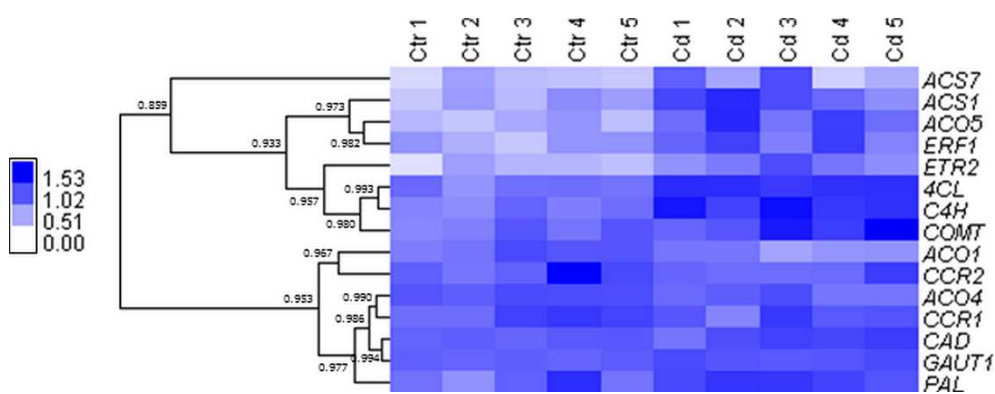 Ctr 1
Ctr 2
Ctr 3
Ctr 4
Ctr 5
Cd 1
Cd 2
Cd 3
Cd 4
Cd 5
ACS7
ACS1
ACO5
ERF1
ETR2
4CL
C4H
COMT
ACO1
CCR2
ACO4
CCR1
CAD
GAUT1
PAL
0.859
0.973
0.933
0.982
0.957
0.993
0.980
0.967
0.953
0.990
0.986
0.994
0.977
1.53
1.02
0.51
0.00